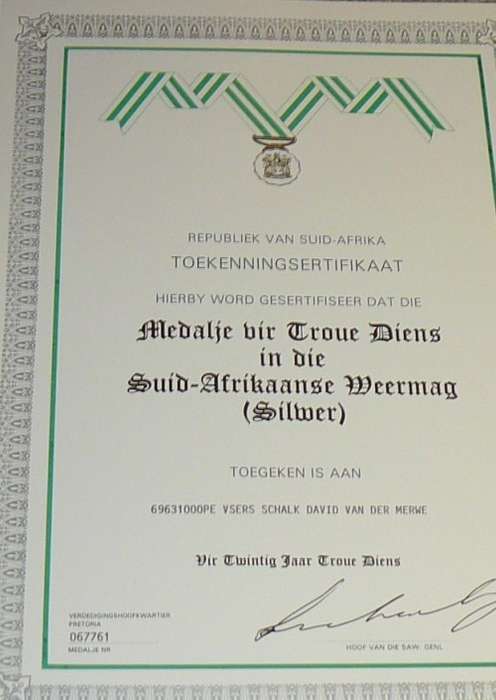 REPUBLIEK VAN SUID-AFRIKA
TOEKENNINGSERTIFIKAAT
HIERBY WORD GESERTIFISEER DAT DIE
Medalje vir Troue Diens
in die
Suid-Afrikaanse Weermag
(Silwer)
TOEGEKEN IS AAN
69631000PE VSERS SCHALK DAVID VAN DER MERWE
Vir Twintig Jaar Troue Diens
VERDEDIGINGSHOOFKWARTIER
PRETORIA
067761
MEDALJE NR
HOOF VAN DIE SAW. GENL